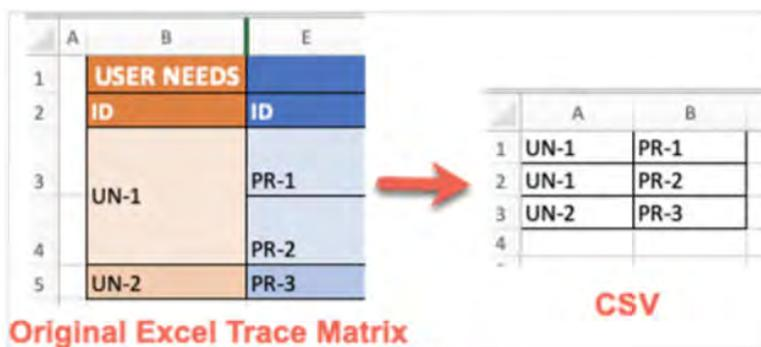 A B E
1 USER NEEDS
2 ID ID
3 UN-1 PR-1
4 PR-2
5 UN-2 PR-3
Original Excel Trace Matrix
A B
1 UN-1 PR-1
2 UN-1 PR-2
3 UN-2 PR-3
4
CSV